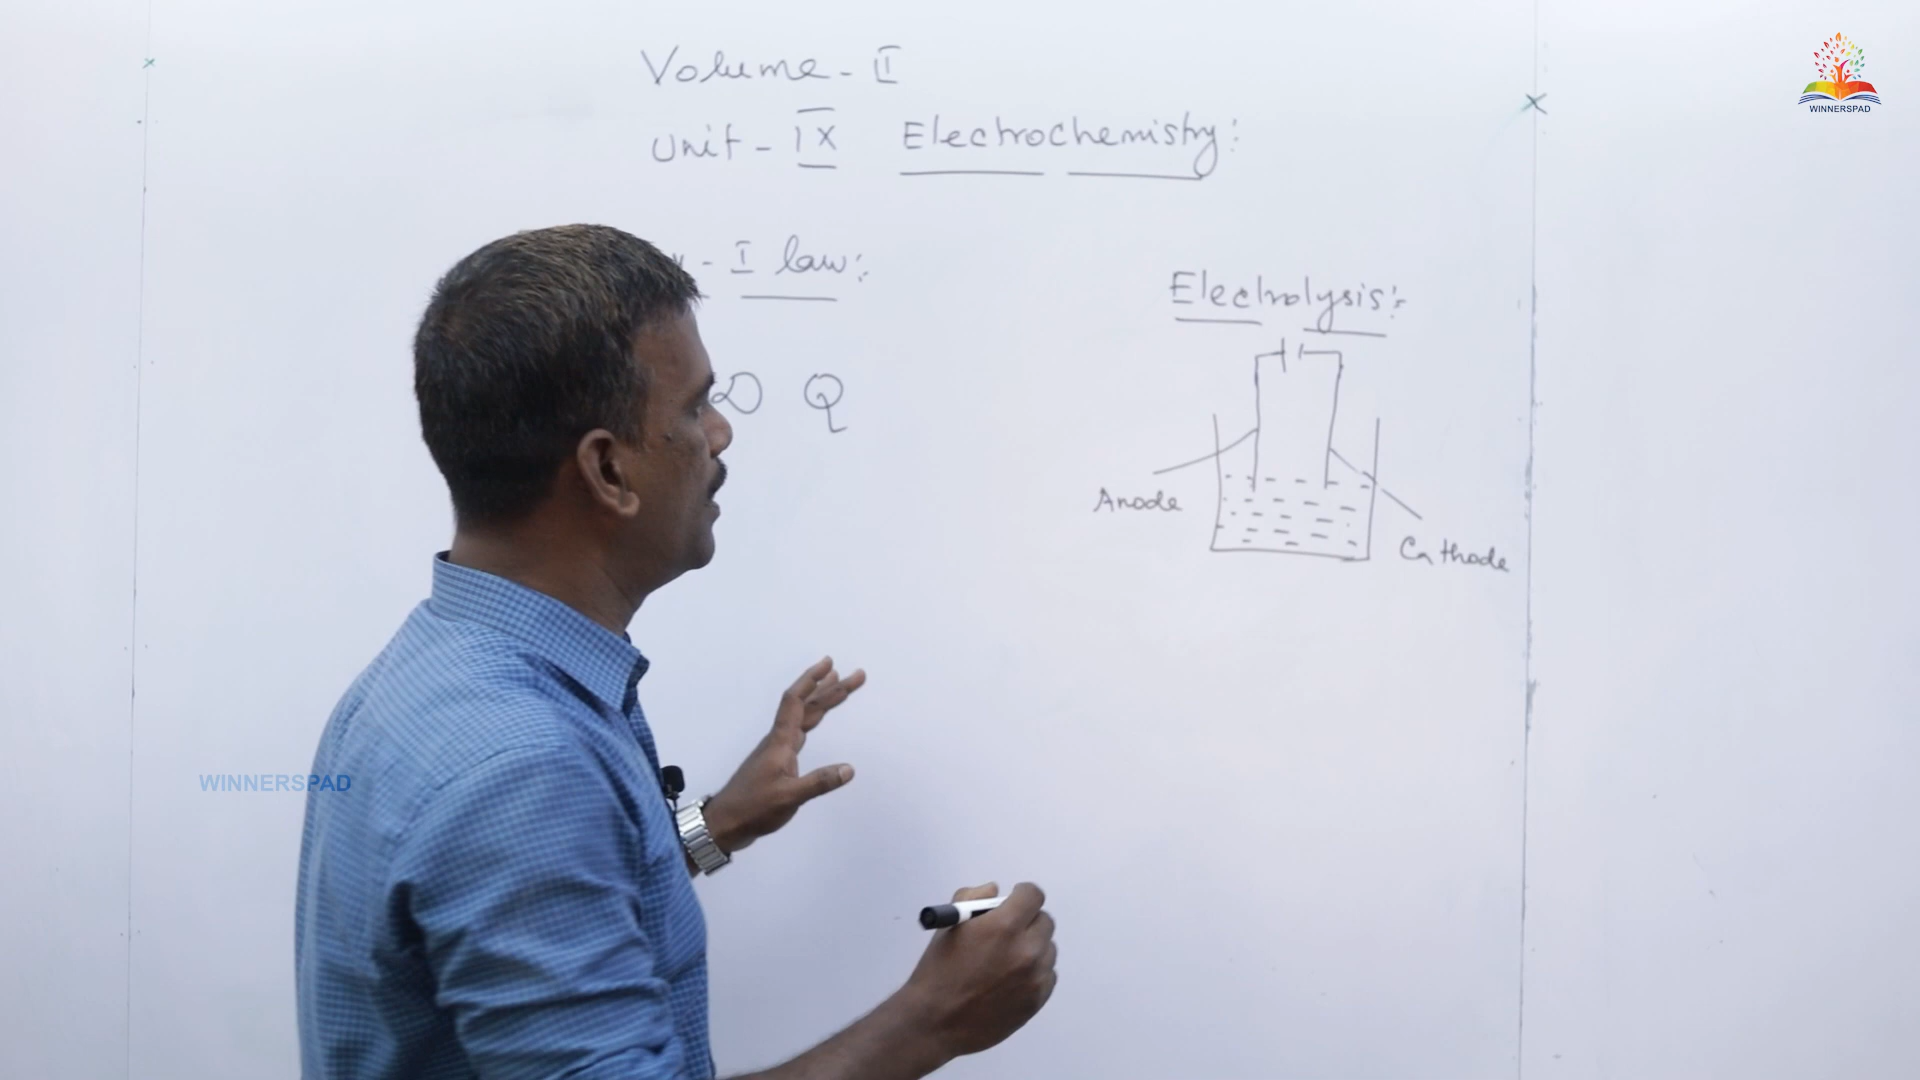 Volume - II
Unit - IX Electrochemistry:
- I law:
Electrolysis:
∝ Q
Anode
Cathode
WINNERSPAD
WINNERSPAD